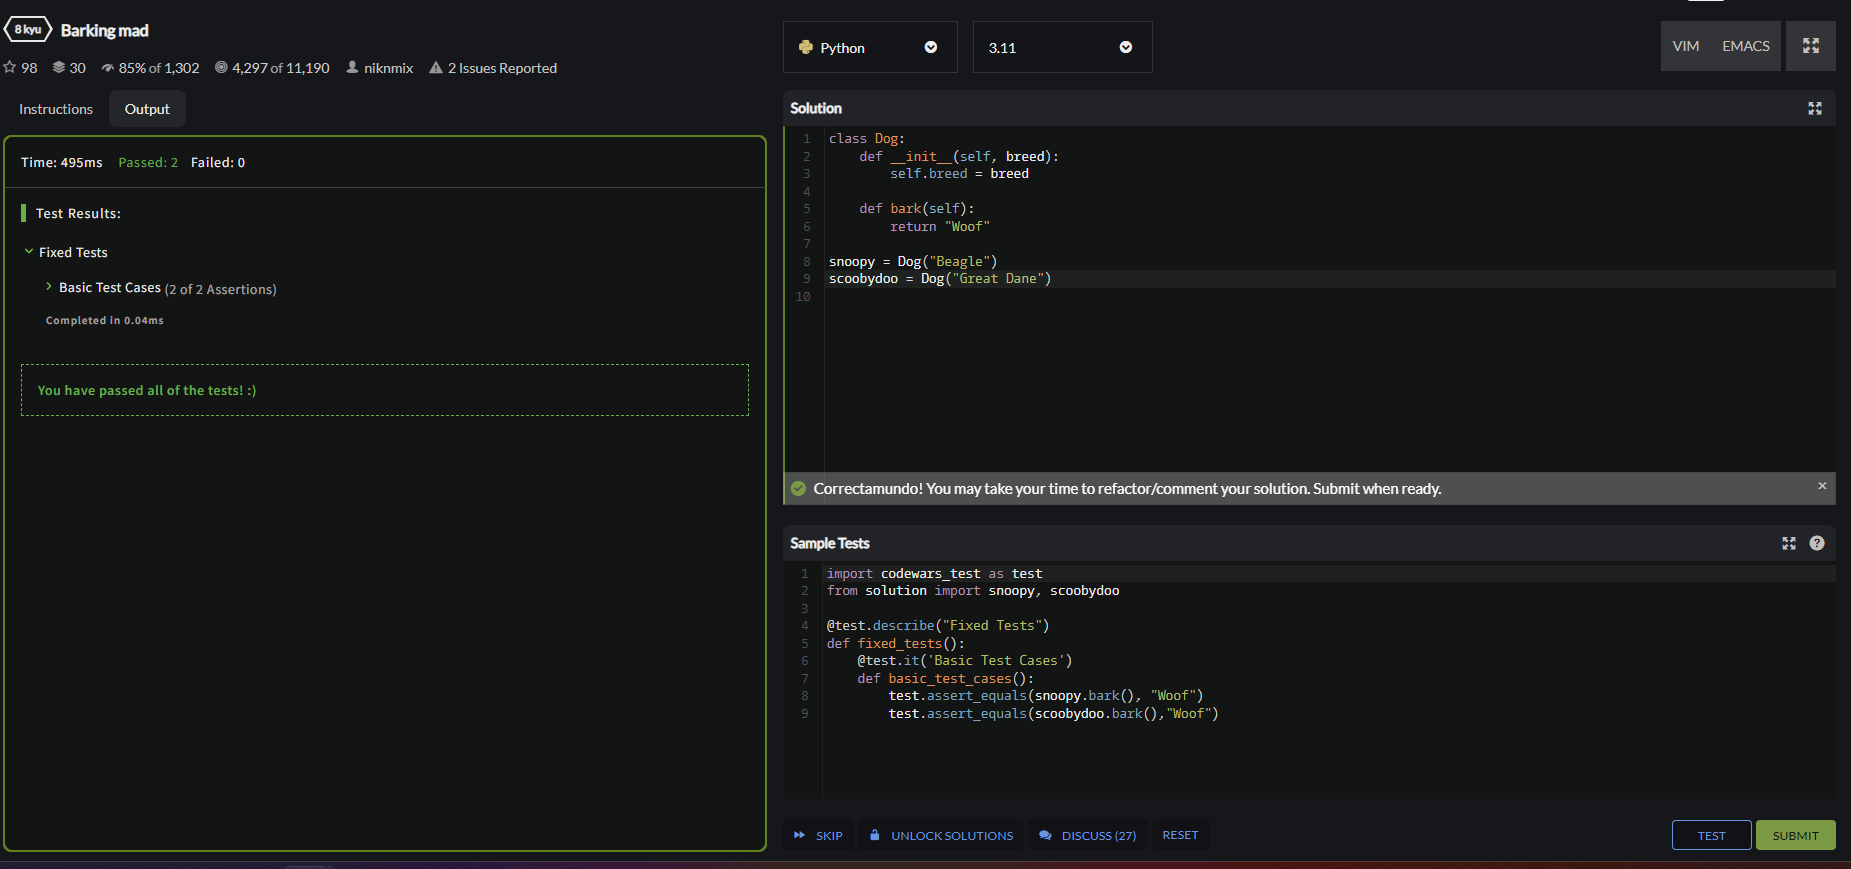 8 kyu Barking mad
98 30 85% of 1,302 4,297 of 11,190 niknmix 2 Issues Reported
Instructions Output
Time: 495ms Passed: 2 Failed: 0
Test Results:
Fixed Tests
Basic Test Cases (2 of 2 Assertions)
Completed in 0.04ms
You have passed all of the tests! :)
Python 3.11 VIM EMACS
Solution
1 class Dog:
2     def __init__(self, breed):
3         self.breed = breed
4
5     def bark(self):
6         return "Woof"
7
8 snoopy = Dog("Beagle")
9 scoobydoo = Dog("Great Dane")
10
Correctamundo! You may take your time to refactor/comment your solution. Submit when ready. ×
Sample Tests ?
1 import codewars_test as test
2 from solution import snoopy, scoobydoo
3
4 @test.describe("Fixed Tests")
5 def fixed_tests():
6     @test.it('Basic Test Cases')
7     def basic_test_cases():
8         test.assert_equals(snoopy.bark(), "Woof")
9         test.assert_equals(scoobydoo.bark(),"Woof")
SKIP UNLOCK SOLUTIONS DISCUSS (27) RESET TEST SUBMIT